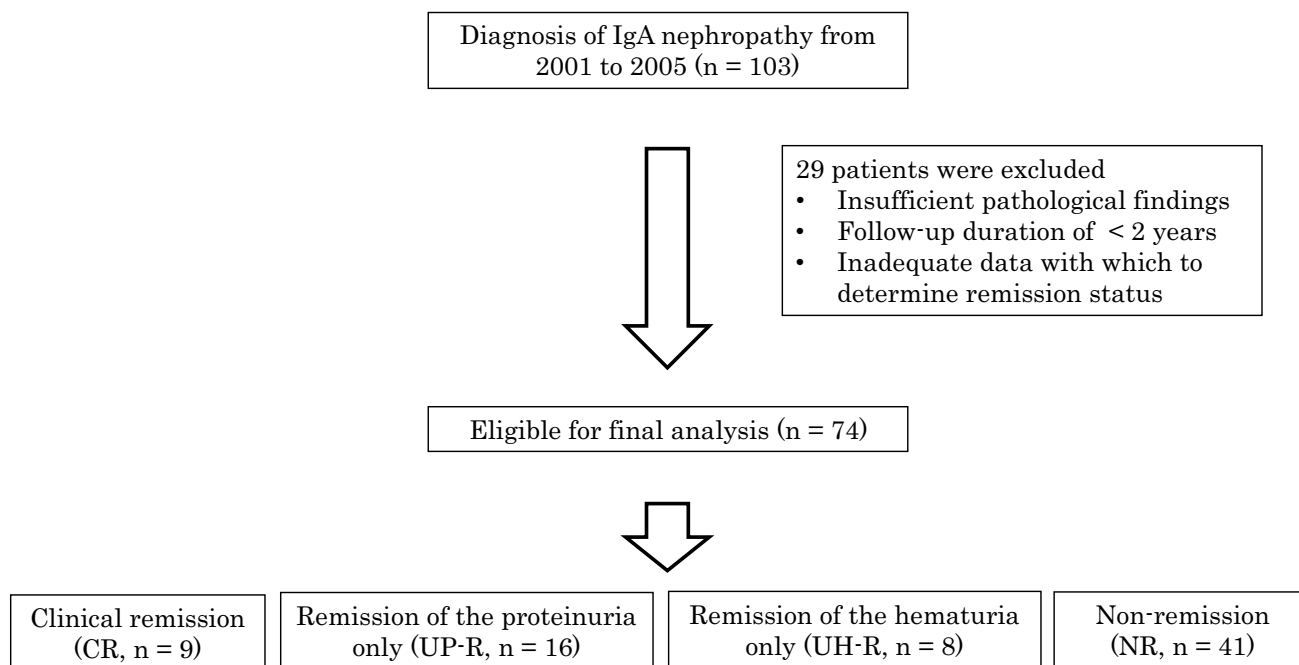 Diagnosis of IgA nephropathy from
2001 to 2005 (n = 103)
29 patients were excluded
• Insufficient pathological findings
• Follow-up duration of < 2 years
• Inadequate data with which to
determine remission status
Eligible for final analysis (n = 74)
Clinical remission
(CR, n = 9)
Remission of the proteinuria
only (UP-R, n = 16)
Remission of the hematuria
only (UH-R, n = 8)
Non-remission
(NR, n = 41)